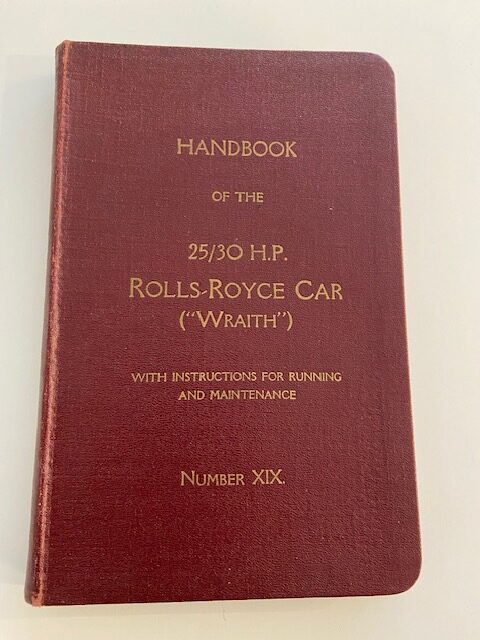 HANDBOOK
OF THE
25/30 H.P.
ROLLS-ROYCE CAR
("WRAITH")
WITH INSTRUCTIONS FOR RUNNING
AND MAINTENANCE
NUMBER XIX.